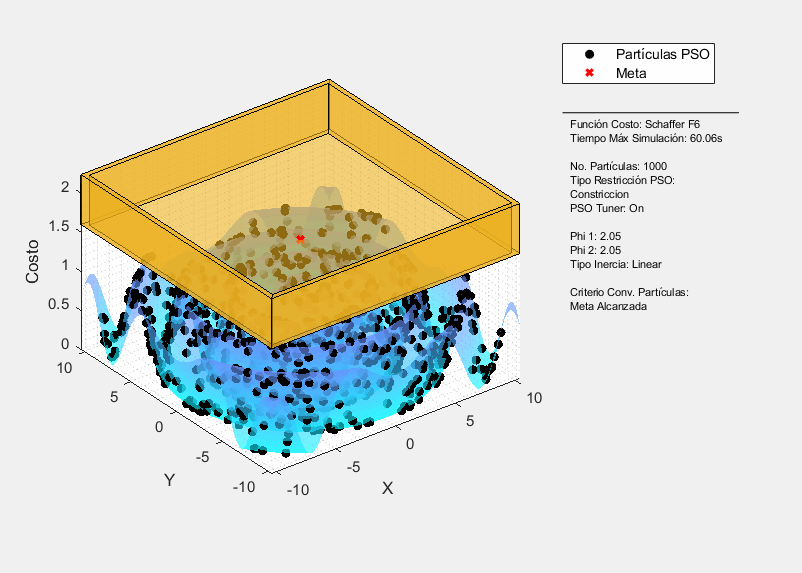 Partículas PSO
Meta
Función Costo: Schaffer F6
Tiempo Máx Simulación: 60.06s
No. Partículas: 1000
Tipo Restricción PSO:
Constriccion
PSO Tuner: On
Phi 1: 2.05
Phi 2: 2.05
Tipo Inercia: Linear
Criterio Conv. Partículas:
Meta Alcanzada
Costo
2
1.5
1
0.5
0
10
5
0
-5
-10
Y
-10
-5
0
5
10
X